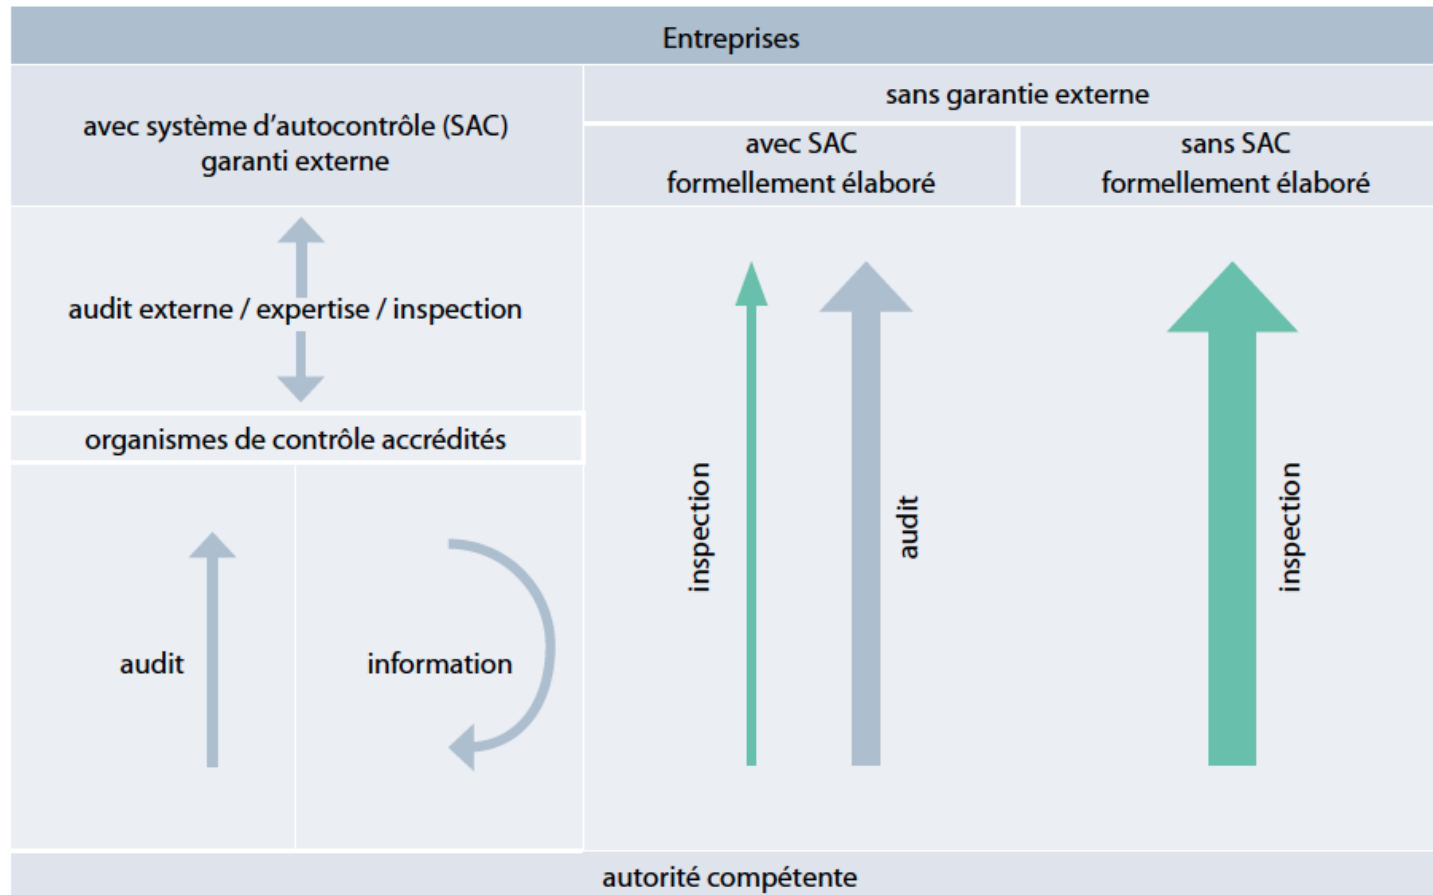 Entreprises
avec système d'autocontrôle (SAC)
garanti externe
sans garantie externe
avec SAC
formellement élaboré
sans SAC
formellement élaboré
audit externe / expertise / inspection
organismes de contrôle accrédités
audit
information
inspection
audit
inspection
autorité compétente